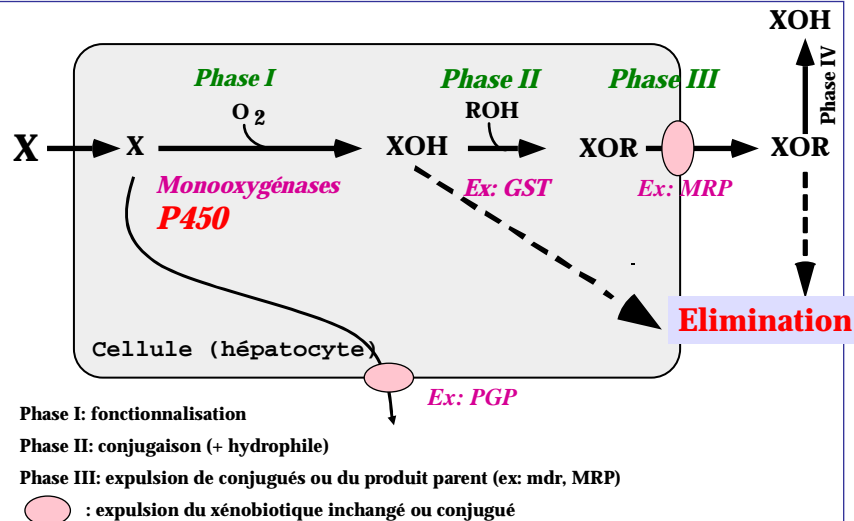 XOH
Phase I
Phase II
Phase III
Phase IV
O 2
ROH
X
X
XOH
XOR
XOR
Monooxygénases
P450
Ex: GST
Ex: MRP
Elimination
Cellule (hépatocyte)
Ex: PGP
Phase I: fonctionnalisation
Phase II: conjugaison (+ hydrophile)
Phase III: expulsion de conjugués ou du produit parent (ex: mdr, MRP)
: expulsion du xénobiotique inchangé ou conjugué